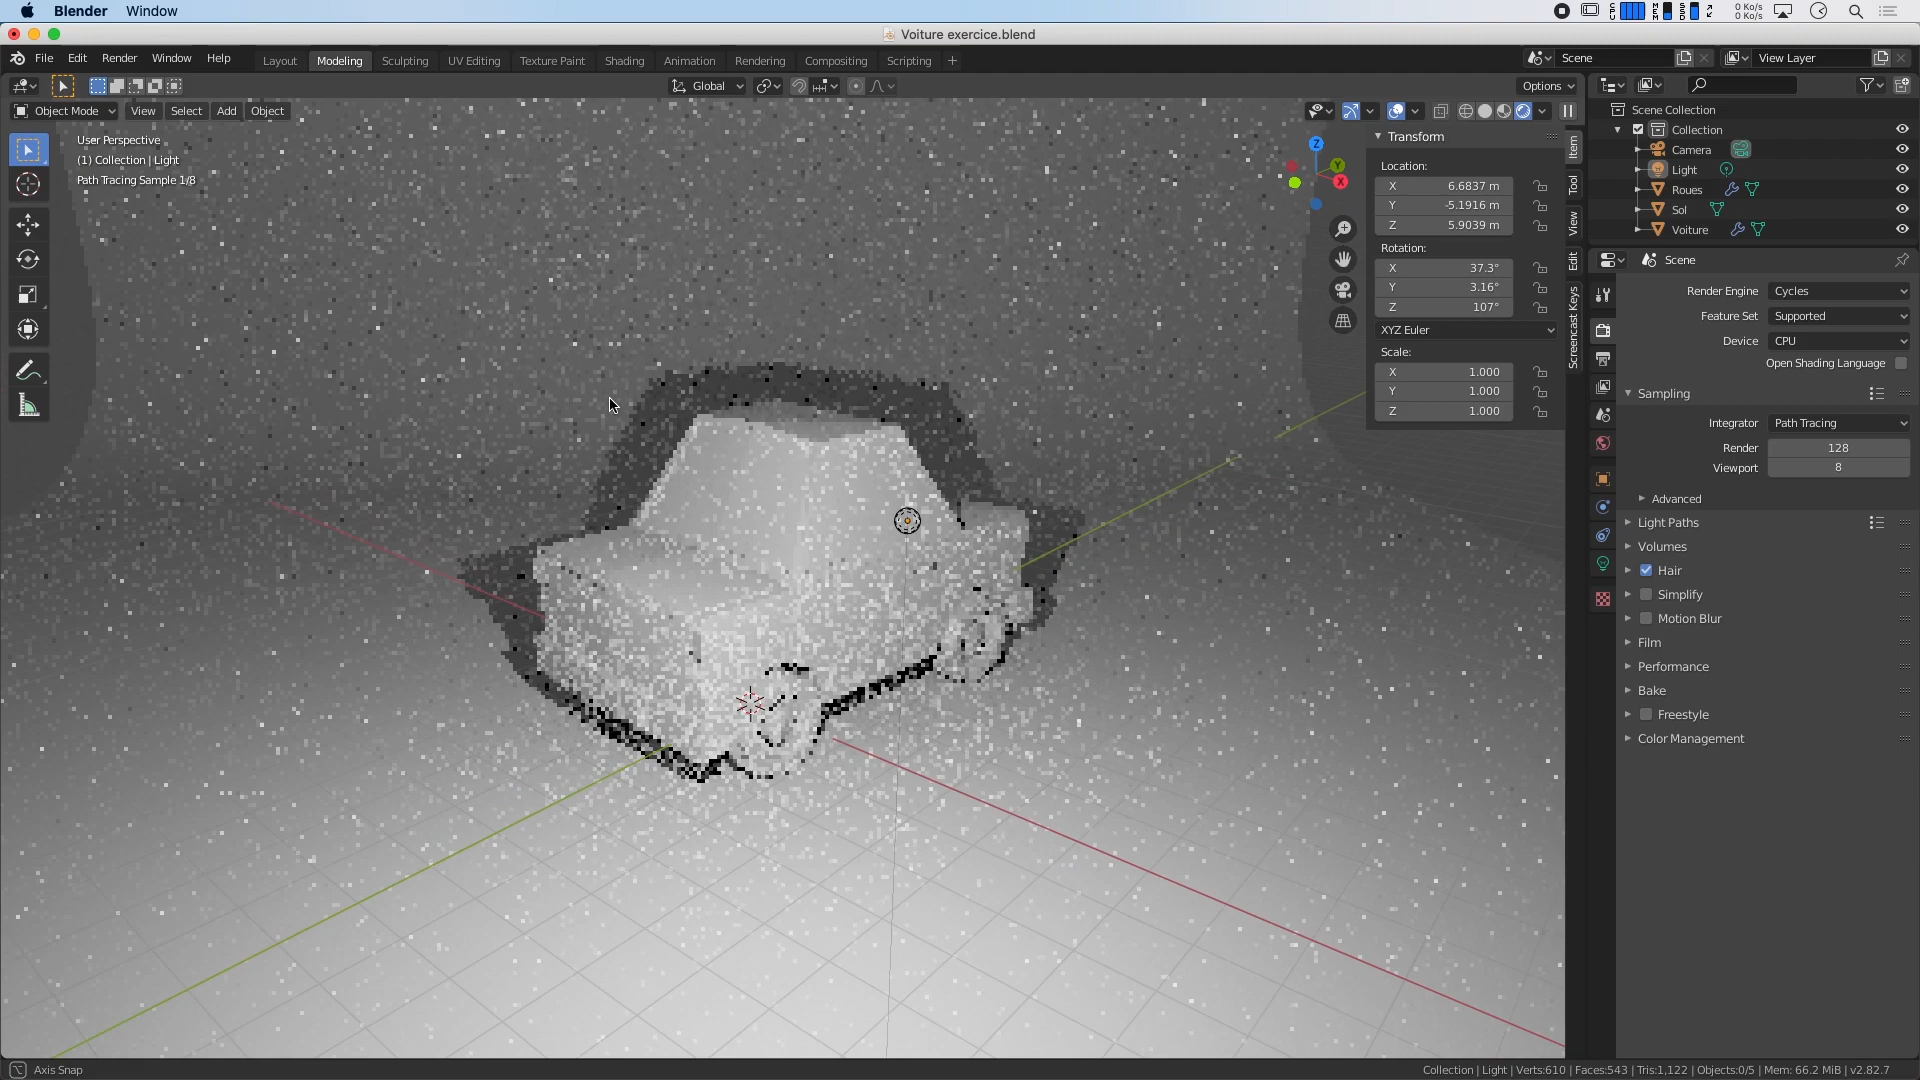 Blender Window
CPU MEM SSD 0 Ko/s
0 Ko/s
Voiture exercice.blend
File Edit Render Window Help Layout Modeling Sculpting UV Editing Texture Paint Shading Animation Rendering Compositing Scripting + Scene View Layer
Global Options
Object Mode View Select Add Object
User Perspective
(1) Collection | Light
Path Tracing Sample 1/8
Z
Y
X
Transform
Location:
X 6.6837 m
Y -5.1916 m
Z 5.9039 m
Rotation:
X 37.3°
Y 3.16°
Z 107°
XYZ Euler
Scale:
X 1.000
Y 1.000
Z 1.000
Item
Tool
View
Edit
Screencast Keys
Scene Collection
Collection
Camera
Light
Roues
Sol
Voiture
Scene
Render Engine Cycles
Feature Set Supported
Device CPU
Open Shading Language
Sampling
Integrator Path Tracing
Render 128
Viewport 8
Advanced
Light Paths
Volumes
Hair
Simplify
Motion Blur
Film
Performance
Bake
Freestyle
Color Management
Axis Snap
Collection | Light | Verts:610 | Faces:543 | Tris:1,122 | Objects:0/5 | Mem: 66.2 MiB | v2.82.7